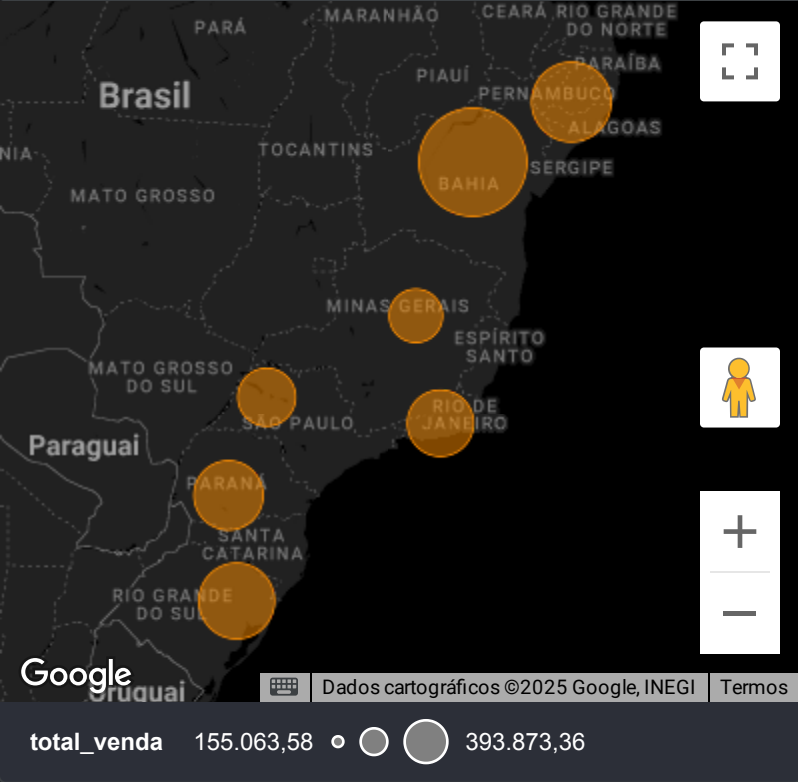 MARANHÃO
CEARÁ
RIO GRANDE
DO NORTE
PARÁ
PARAÍBA
PIAUÍ
PERNAMBUCO
Brasil
ALAGOAS
TOCANTINS
NIA
SERGIPE
BAHIA
MATO GROSSO
MINAS GERAIS
ESPÍRITO
SANTO
MATO GROSSO
DO SUL
RIO DE
JANEIRO
SÃO PAULO
Paraguai
PARANÁ
SANTA
CATARINA
RIO GRANDE
DO SUL
Google
Uruguai
Dados cartográficos ©2025 Google, INEGI
Termos
total_venda 155.063,58 393.873,36